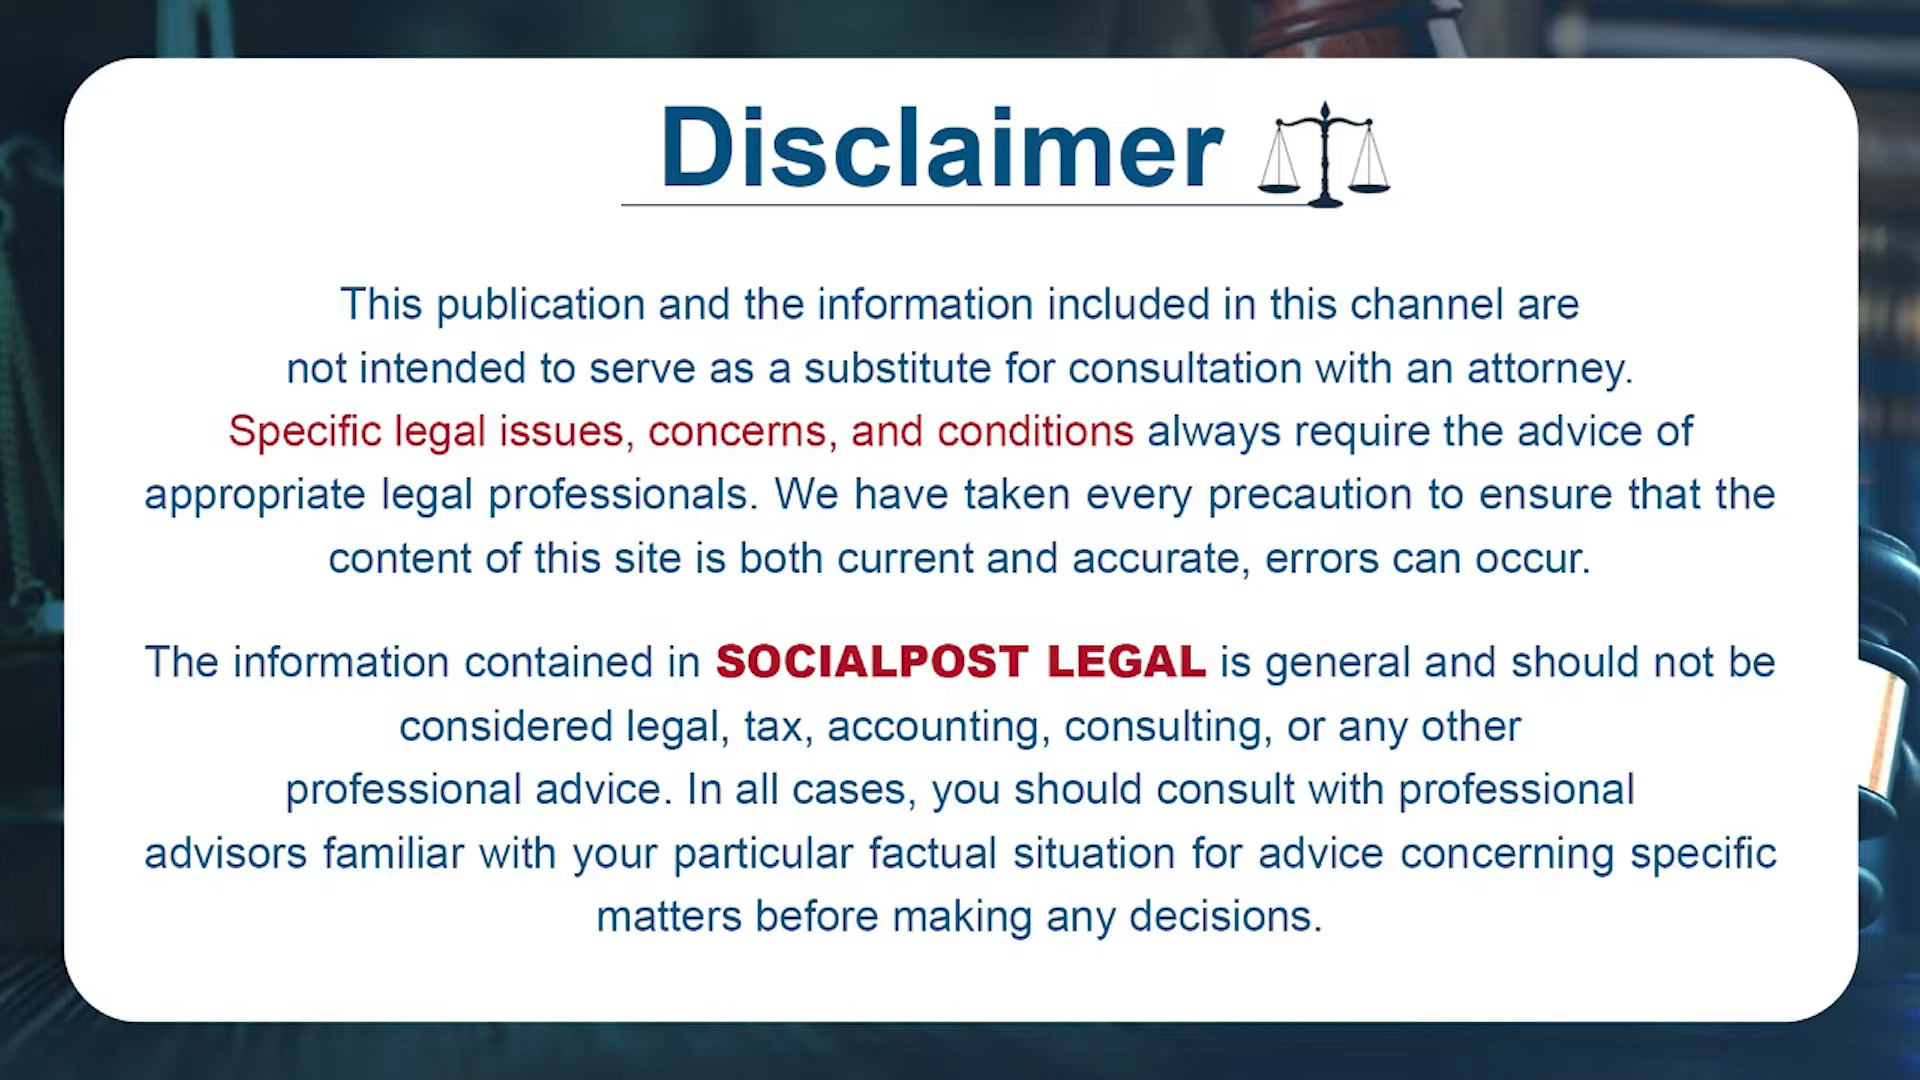 Disclaimer
This publication and the information included in this channel are
not intended to serve as a substitute for consultation with an attorney.
Specific legal issues, concerns, and conditions always require the advice of
appropriate legal professionals. We have taken every precaution to ensure that the
content of this site is both current and accurate, errors can occur.
The information contained in SOCIALPOST LEGAL is general and should not be
considered legal, tax, accounting, consulting, or any other
professional advice. In all cases, you should consult with professional
advisors familiar with your particular factual situation for advice concerning specific
matters before making any decisions.